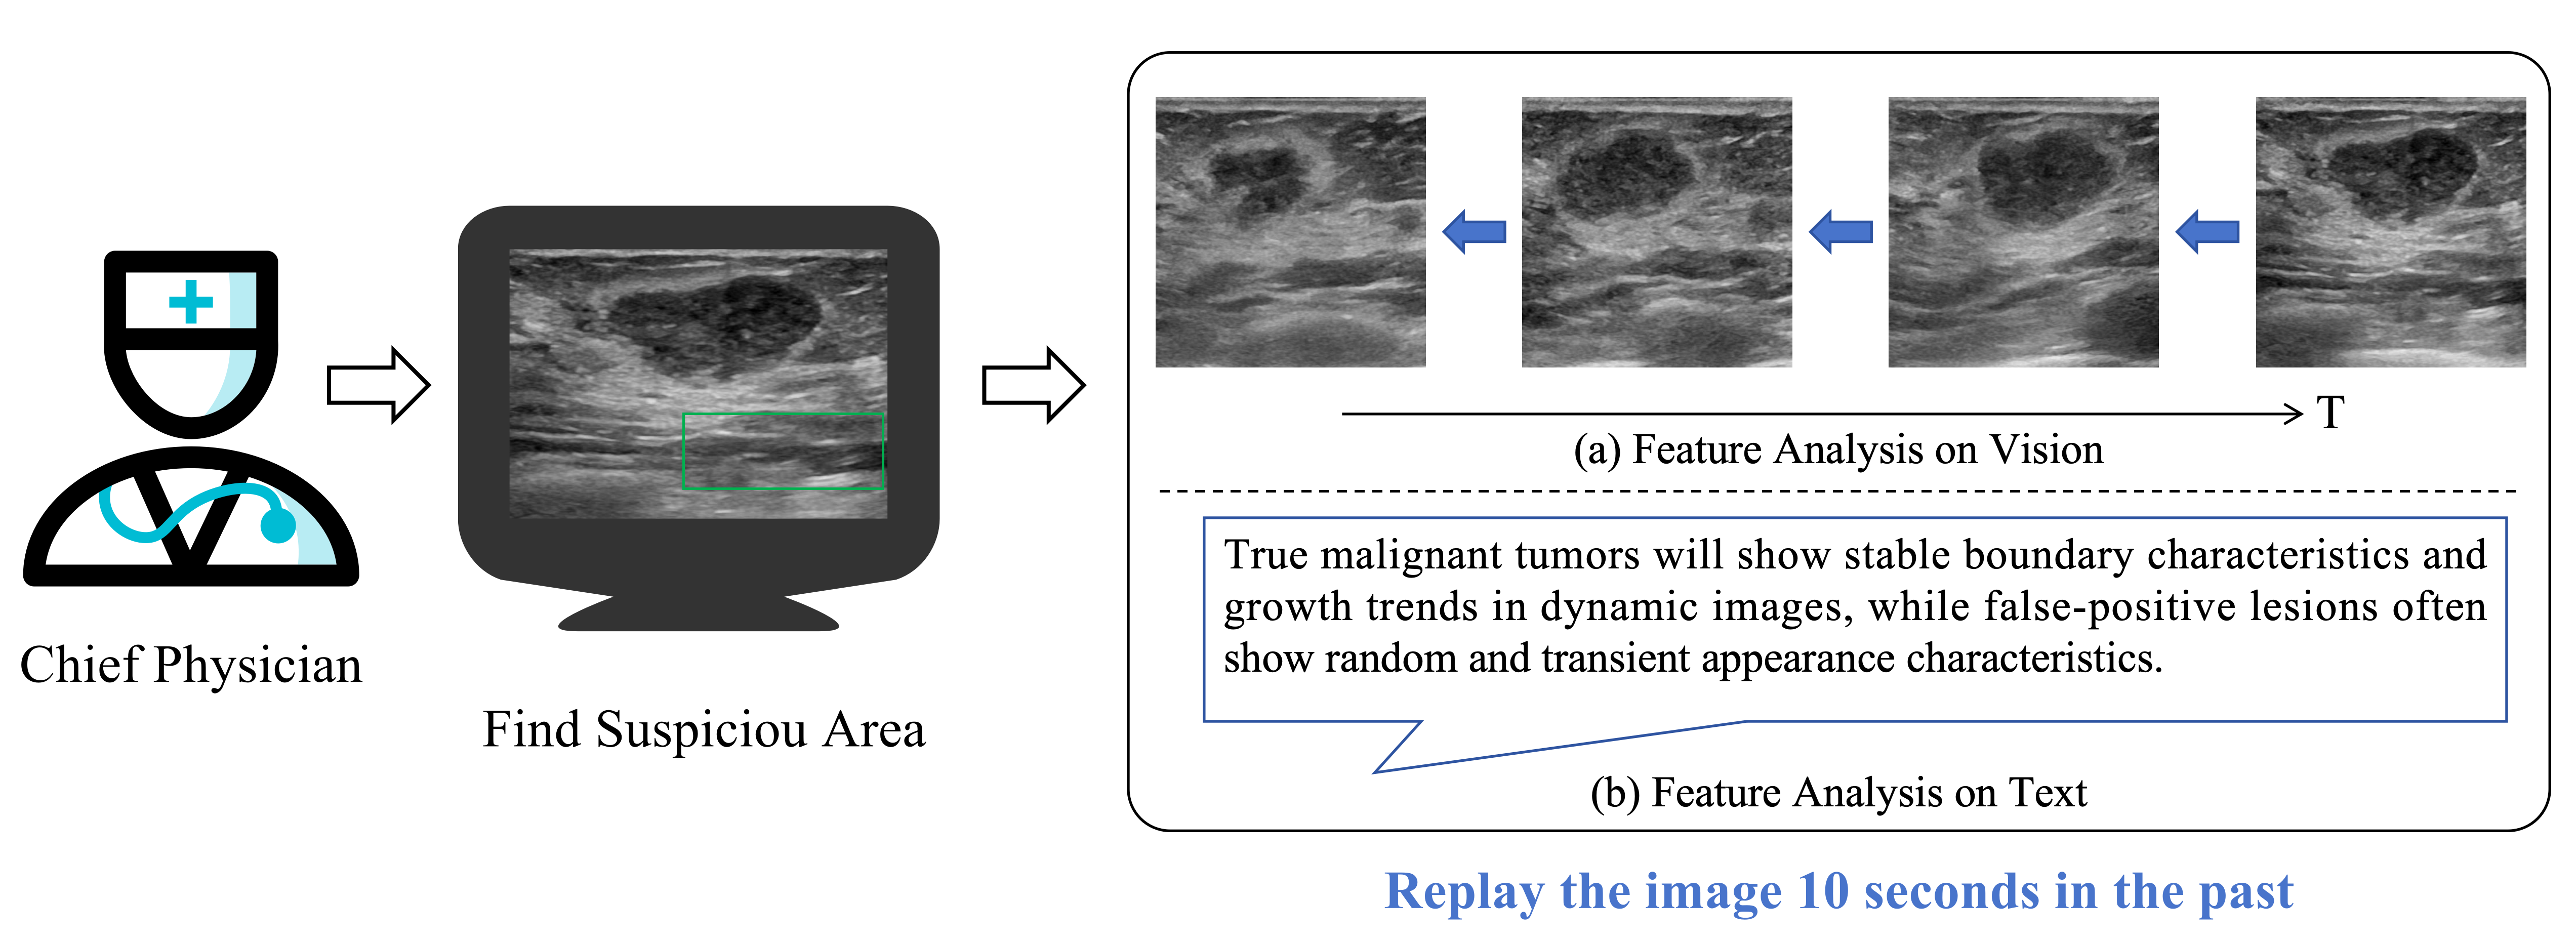 Chief Physician
Find Suspiciou Area
T
(a) Feature Analysis on Vision
True malignant tumors will show stable boundary characteristics and
growth trends in dynamic images, while false-positive lesions often
show random and transient appearance characteristics.
(b) Feature Analysis on Text
Replay the image 10 seconds in the past